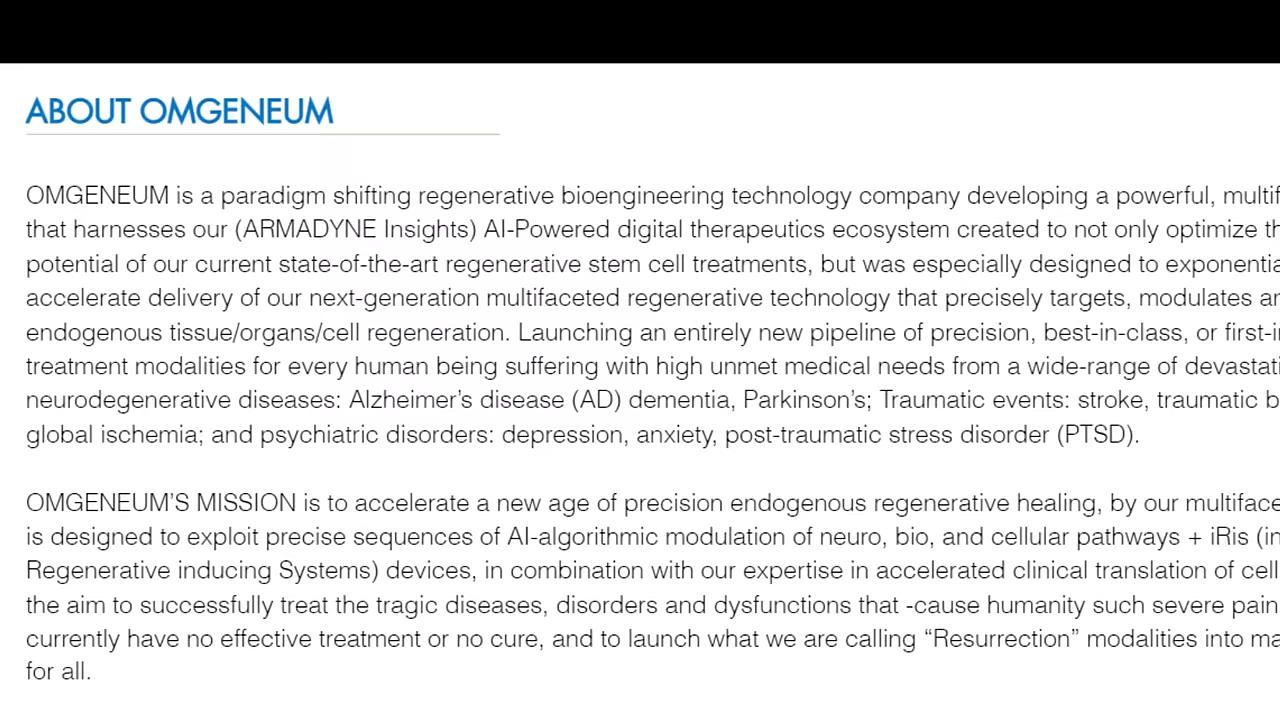 ABOUT OMGENEUM
OMGENEUM is a paradigm shifting regenerative bioengineering technology company developing a powerful,
that harnesses our (ARMADYNE Insights) AI-Powered digital therapeutics ecosystem created to not only optimize
potential of our current state-of-the-art regenerative stem cell treatments, but was especially designed to
accelerate delivery of our next-generation multifaceted regenerative technology that precisely targets, modulates
endogenous tissue/organs/cell regeneration. Launching an entirely new pipeline of precision, best-in-class, or
treatment modalities for every human being suffering with high unmet medical needs from a wide-range of
neurodegenerative diseases: Alzheimer’s disease (AD) dementia, Parkinson’s; Traumatic events: stroke, traumatic
global ischemia; and psychiatric disorders: depression, anxiety, post-traumatic stress disorder (PTSD).
OMGENEUM’S MISSION is to accelerate a new age of precision endogenous regenerative healing, by our
is designed to exploit precise sequences of AI-algorithmic modulation of neuro, bio, and cellular pathways + iRis
Regenerative inducing Systems) devices, in combination with our expertise in accelerated clinical translation of cell
the aim to successfully treat the tragic diseases, disorders and dysfunctions that -cause humanity such severe pain
currently have no effective treatment or no cure, and to launch what we are calling “Resurrection” modalities into
for all.